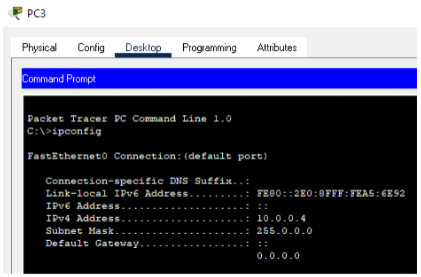 PC3
Physical Config Desktop Programming Attributes
Command Prompt
Packet Tracer PC Command Line 1.0
C:\>ipconfig
FastEthernet0 Connection:(default port)
Connection-specific DNS Suffix..:
Link-local IPv6 Address.........: FE80::2E0:8FFF:FEA5:6E92
IPv6 Address....................: ::
IPv4 Address....................: 10.0.0.4
Subnet Mask.....................: 255.0.0.0
Default Gateway.................: ::
0.0.0.0